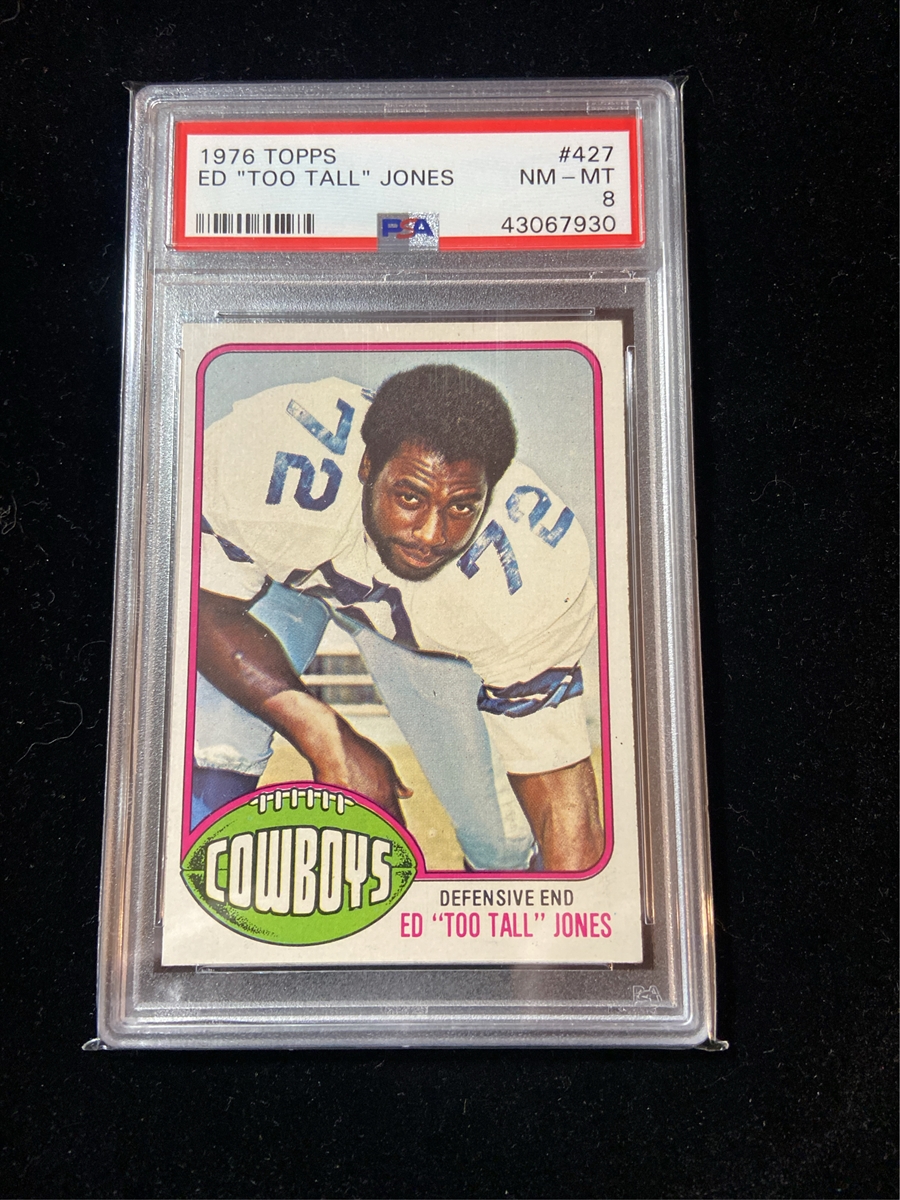 1976 TOPPS #427
ED "TOO TALL" JONES NM - MT
8
PSA 43067930
72
72
COWBOYS
DEFENSIVE END
ED “TOO TALL” JONES
PSA